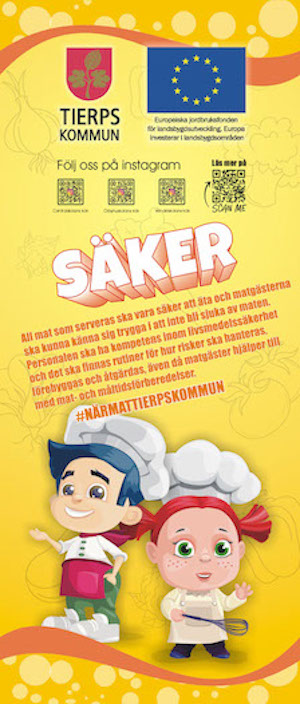 TIERPS
KOMMUN
Europeiska jordbruksfonden
för landsbygdsutveckling, Europa
investerar i landsbygdsområden
Följ oss på instagram
Läs mer på
SCAN ME
SÄKER
All mat som serveras ska vara säker att äta och matgästerna
ska kunna känna sig trygga i att inte bli sjuka av maten.
Personalen ska ha kompetens inom livsmedelssäkerhet
och det ska finnas rutiner för hur risker ska hanteras,
förebyggas och åtgärdas, även då matgäster hjälper till
med mat- och måltidsförberedelser.
#NÄRMATTIERPSKOMMUN